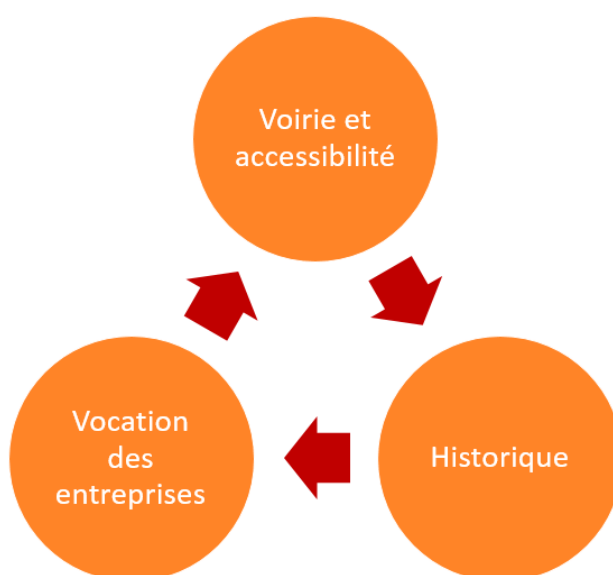 Voirie et
accessibilité
Vocation
des
entreprises
Historique